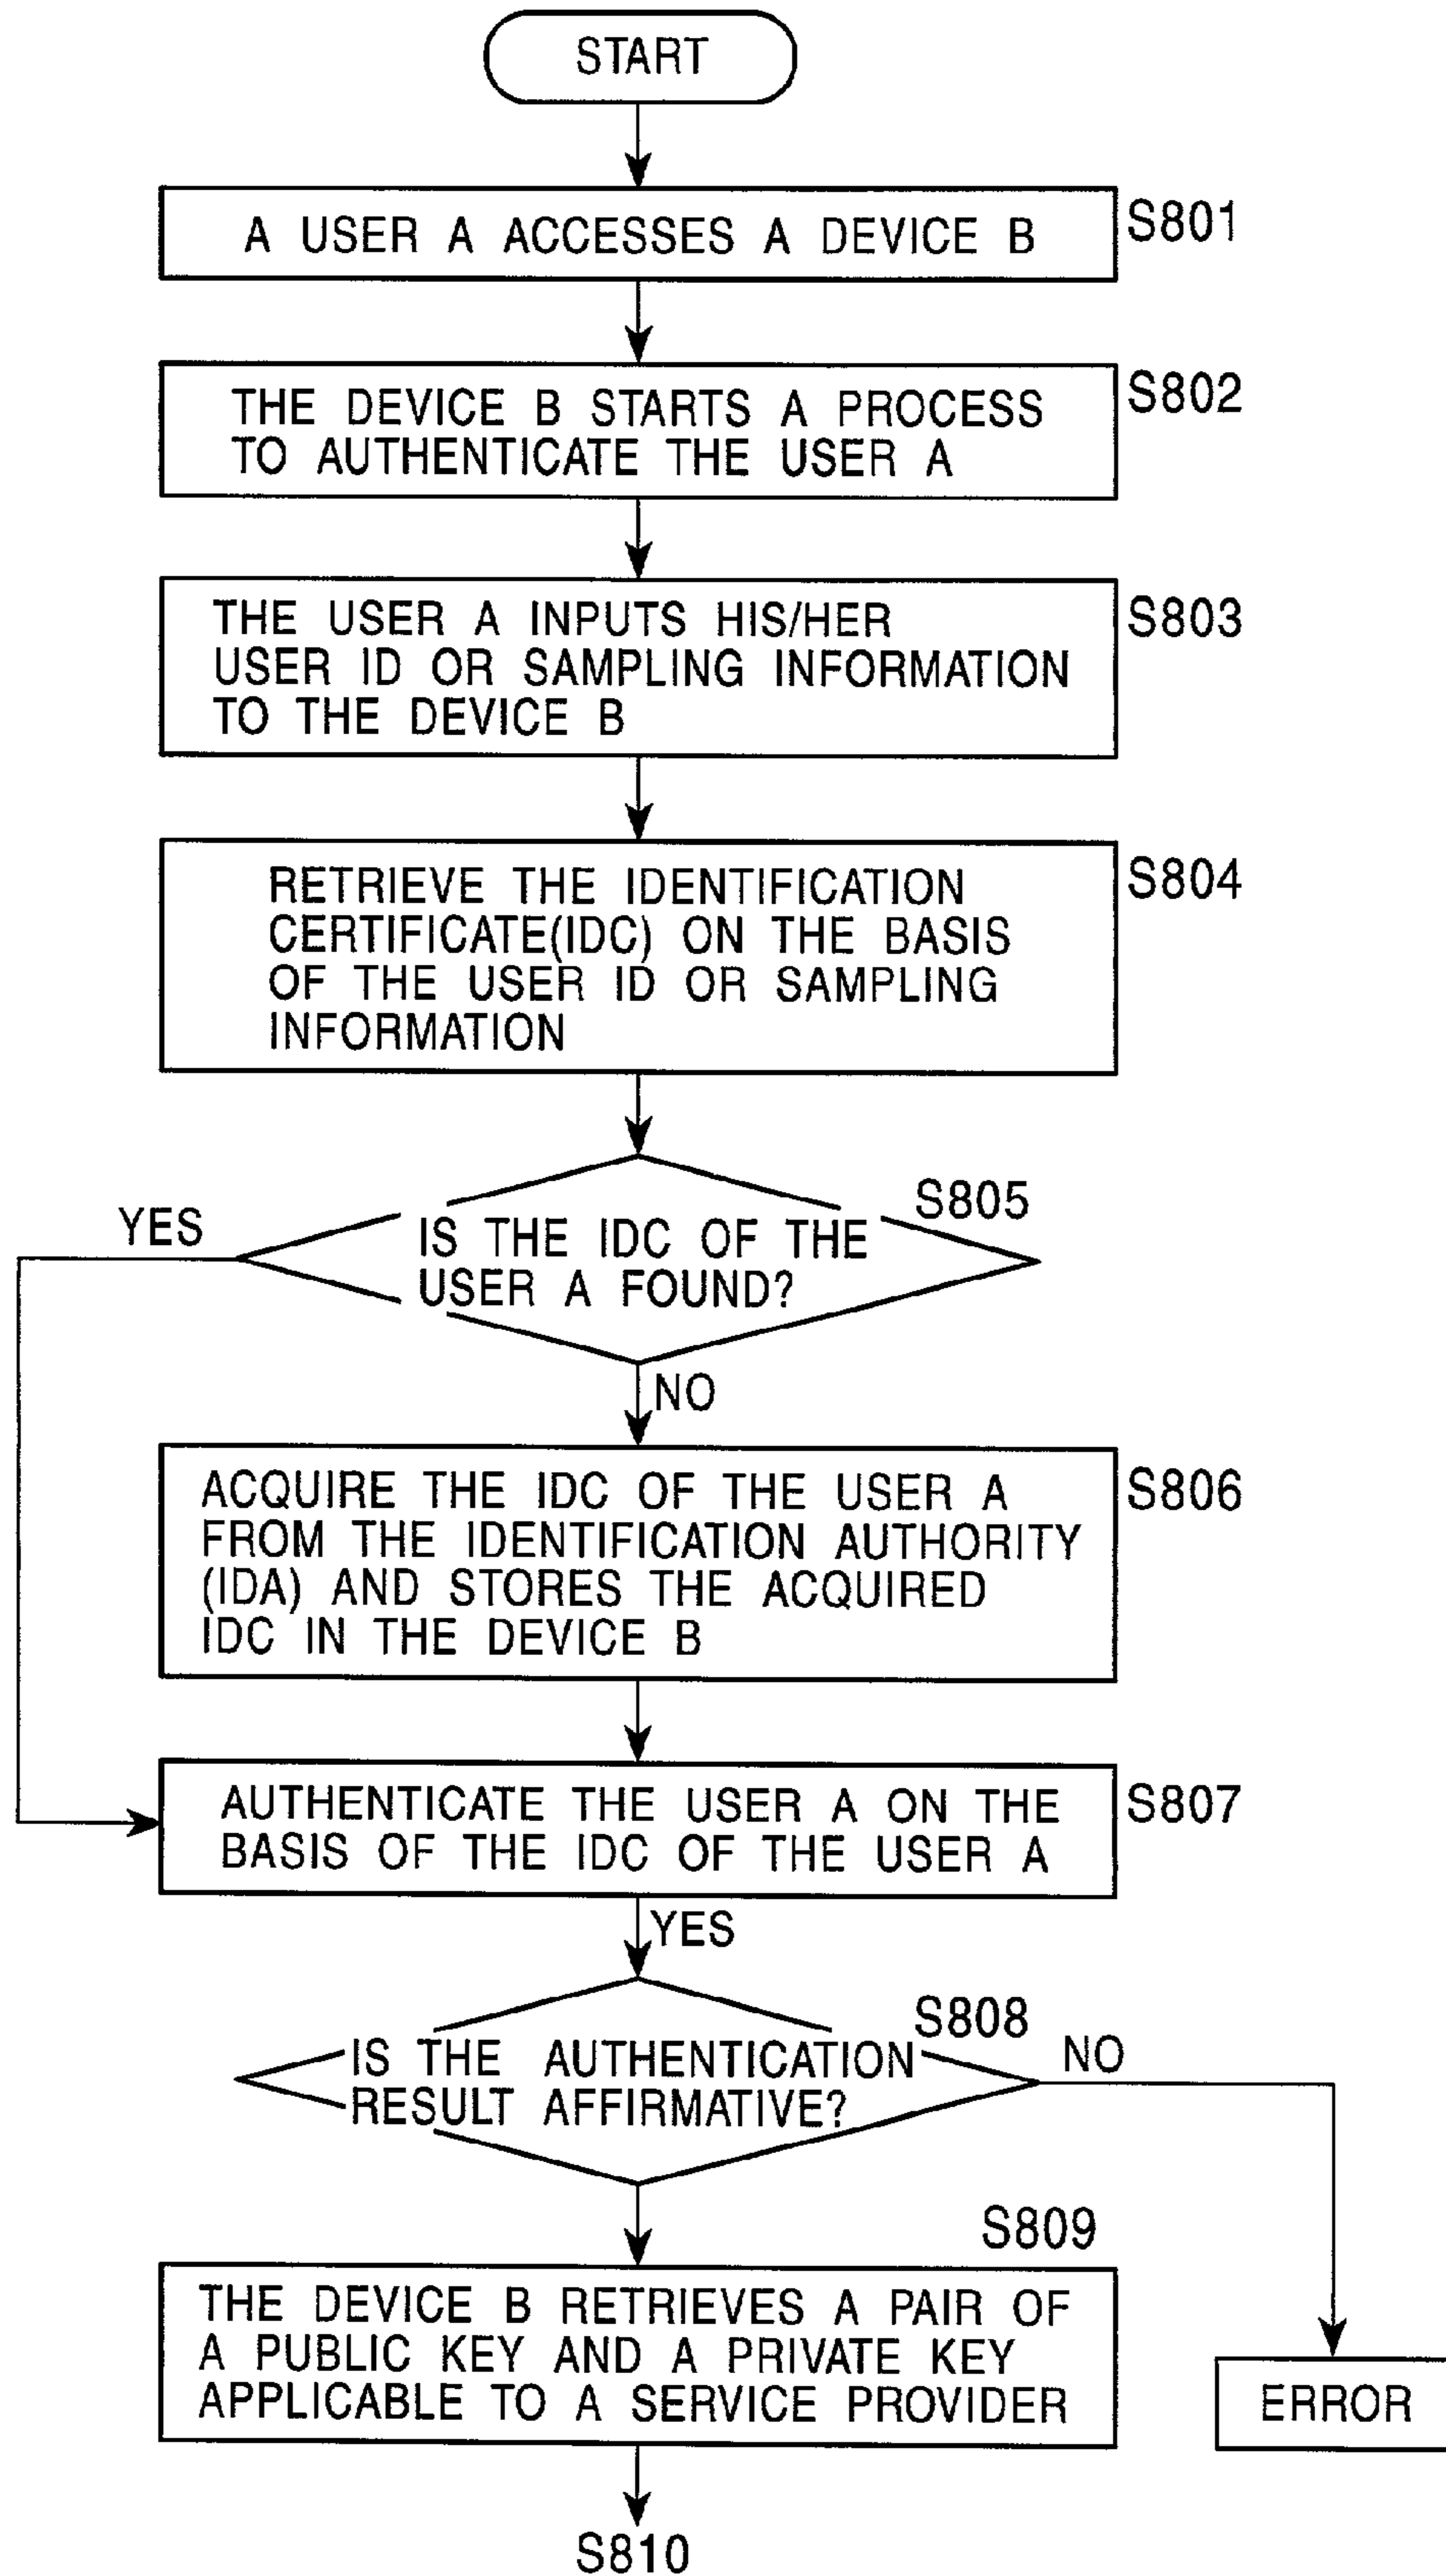 START
A USER A ACCESSES A DEVICE B
S801
THE DEVICE B STARTS A PROCESS
TO AUTHENTICATE THE USER A
S802
THE USER A INPUTS HIS/HER
USER ID OR SAMPLING INFORMATION
TO THE DEVICE B
S803
RETRIEVE THE IDENTIFICATION
CERTIFICATE(IDC) ON THE BASIS
OF THE USER ID OR SAMPLING
INFORMATION
S804
S805
YES
IS THE IDC OF THE
USER A FOUND?
NO
ACQUIRE THE IDC OF THE USER A
FROM THE IDENTIFICATION AUTHORITY
(IDA) AND STORES THE ACQUIRED
IDC IN THE DEVICE B
S806
AUTHENTICATE THE USER A ON THE
BASIS OF THE IDC OF THE USER A
S807
YES
S808
IS THE AUTHENTICATION
RESULT AFFIRMATIVE?
NO
S809
THE DEVICE B RETRIEVES A PAIR OF
A PUBLIC KEY AND A PRIVATE KEY
APPLICABLE TO A SERVICE PROVIDER
ERROR
S810